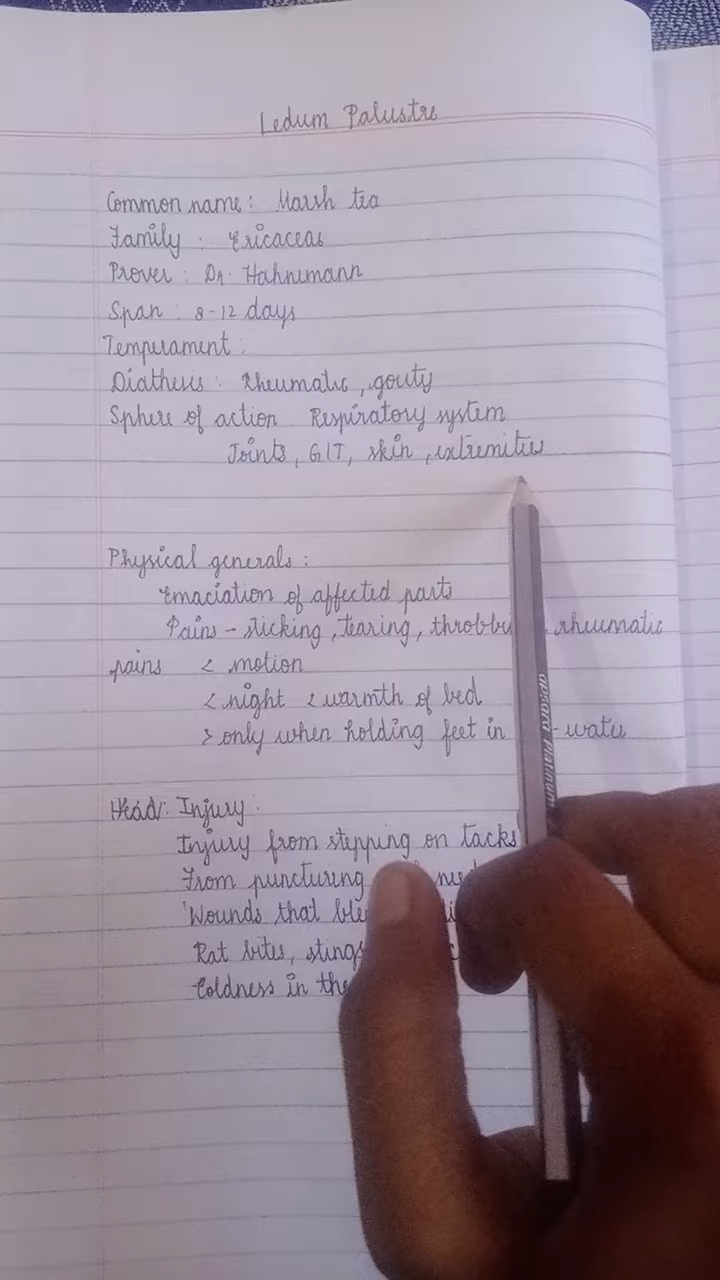 Ledum Palustre
Common name : Marsh tea
Family : Ericaceae
Prover : Dr. Hahnemann
Span : 8-12 days
Temperament :
Diathesis : Rheumatic, gouty
Sphere of action Respiratory system
Joints, GIT, skin, extremities
Physical generals :
Emaciation of affected parts
Pains - sticking, tearing, rheumatic
pains < motion
< night < warmth of bed
> only when holding feet in - water
Head: Injury :
Injury from stepping on tacks
From puncturing
Wounds that
Rat bites, stings
Coldness in the
apsara Platinum